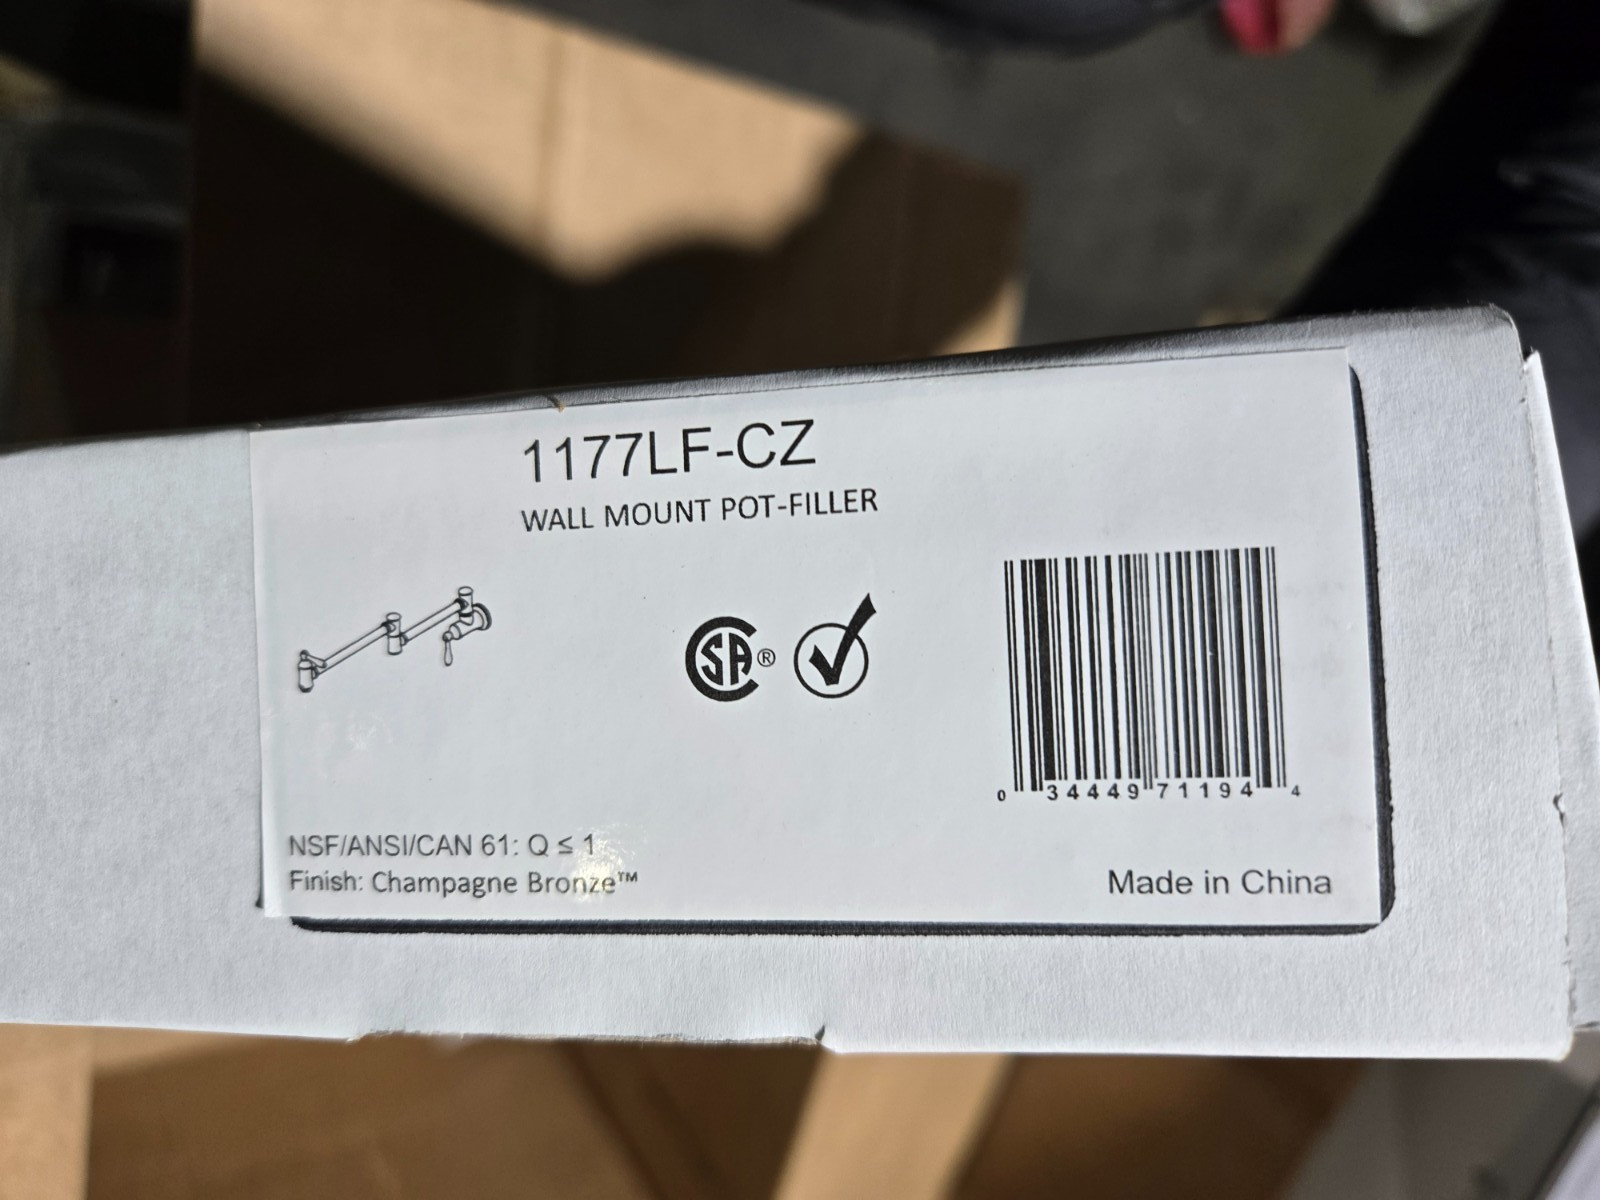 1177LF-CZ
WALL MOUNT POT-FILLER
CSA®
0 34449 71194 4
NSF/ANSI/CAN 61: Q ≤ 1
Finish: Champagne Bronze™
Made in China